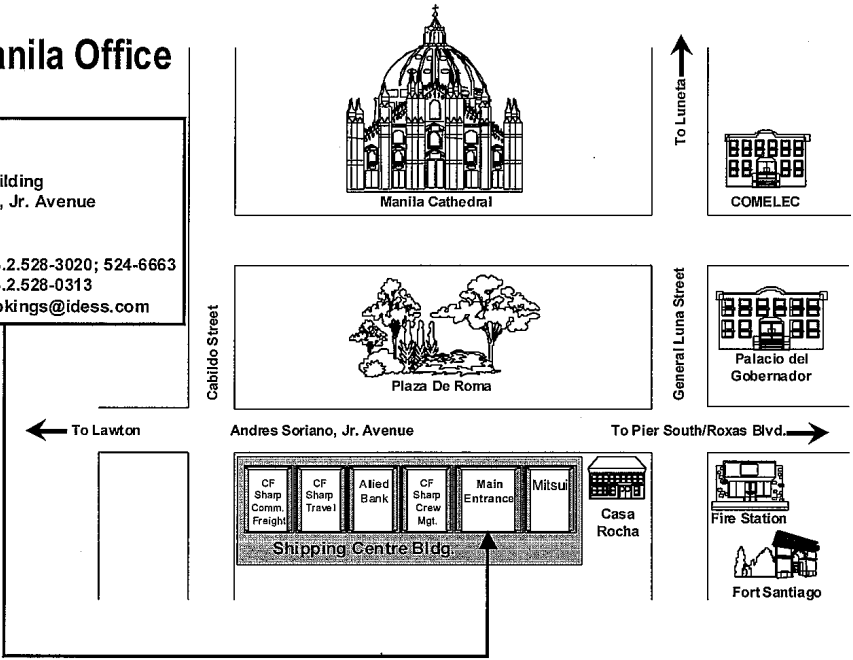 anila Office
ilding
, Jr. Avenue
.2.528-3020; 524-6663
.2.528-0313
okings@idess.com
To Luneta
Manila Cathedral
COMELEC
Cabildo Street
General Luna Street
Plaza De Roma
Palacio del
Gobernador
To Lawton
Andres Soriano, Jr. Avenue
To Pier South/Roxas Blvd.
CF
Sharp
Comm.
Freight
CF
Sharp
Travel
Allied
Bank
CF
Sharp
Crew
Mgt.
Main
Entrance
Mitsui
Shipping Centre Bldg.
Casa
Rocha
Fire Station
Fort Santiago